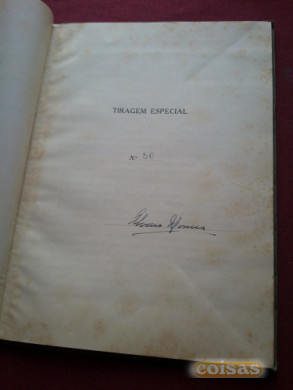 TIRAGEM ESPECIAL
Nº 50
coisas